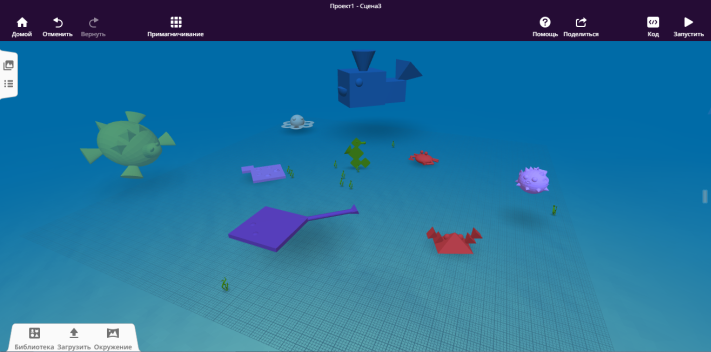 Проект1 - Сцена3
Домой Отменить Вернуть Примагничивание Помощь Поделиться Код Запустить
Библиотека Загрузить Окружение